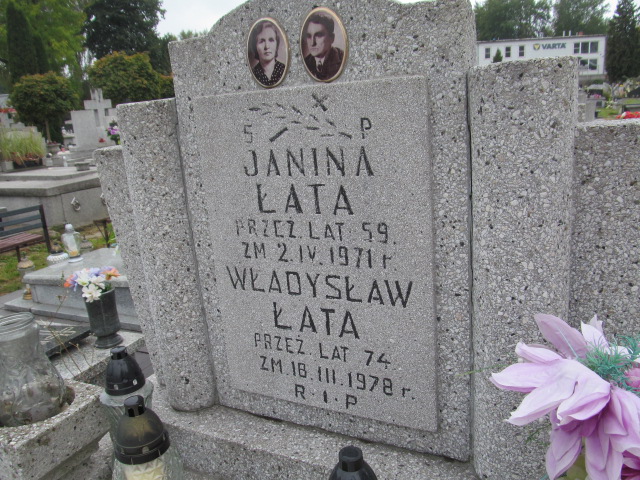 VARTA
S P
JANINA
ŁATA
PRZEŻ. LAT 59.
ZM 2.IV.1971 r
WŁADYSŁAW
ŁATA
PRZEŻ. LAT 74
ZM. 18.III.1978 r.
R·I·P